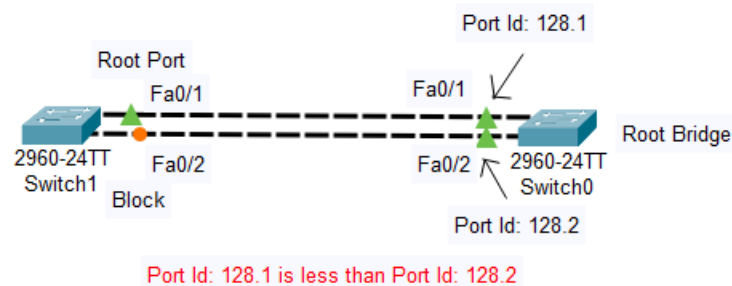 Port Id: 128.1
Root Port
Fa0/1
Fa0/1
Root Bridge
2960-24TT
Switch1
Fa0/2
Fa0/2
2960-24TT
Switch0
Block
Port Id: 128.2
Port Id: 128.1 is less than Port Id: 128.2